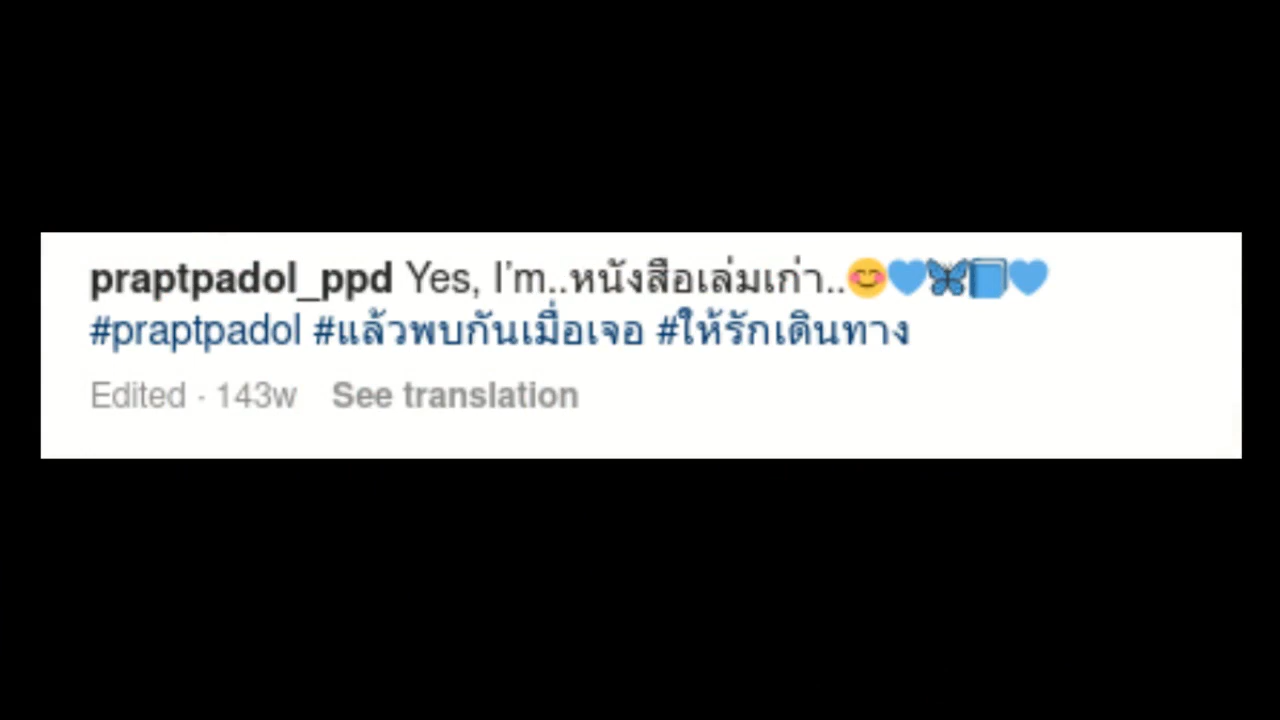 praptpadol_ppd Yes, I'm..หนังสือเล่มเก่า..😊💙🦋📘💙
#praptpadol #แล้วพบกันเมื่อเจอ #ให้รักเดินทาง
Edited · 143w See translation